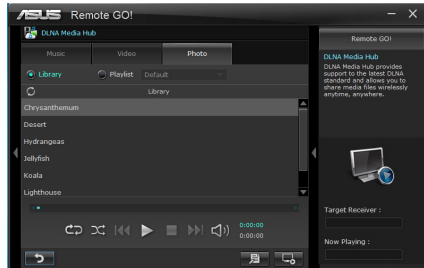 ASUS Remote GO!
DLNA Media Hub
Music Video Photo
Library Playlist Default
Library
Chrysanthemum
Desert
Hydrangeas
Jellyfish
Koala
Lighthouse
0:00:00
0:00:00
Remote GO!
DLNA Media Hub
DLNA Media Hub provides
support to the latest DLNA
standard and allows you to
share media files wirelessly
anytime, anywhere.
Target Receiver :
Now Playing :